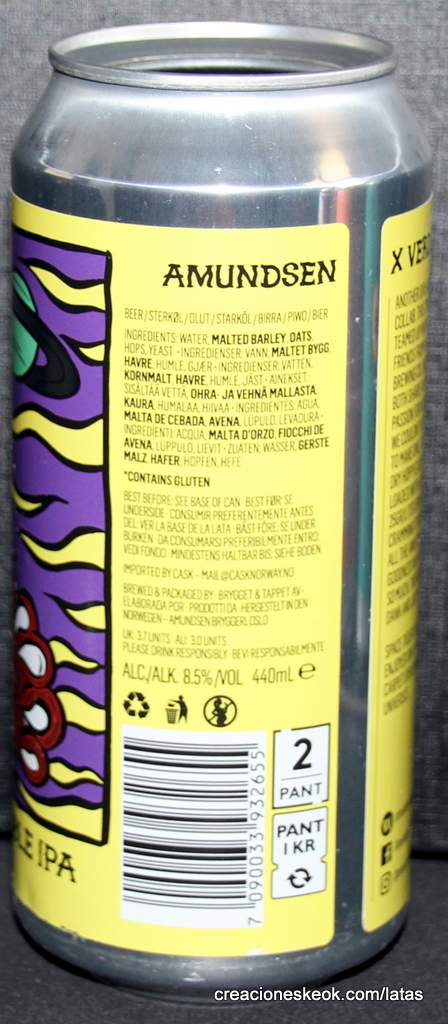 AMUNDSEN
BEER / STERKØL / OLUT / STARKÖL / BIRRA / PIWO / BIER
INGREDIENTS: WATER, MALTED BARLEY, OATS,
HOPS, YEAST · INGREDIENSER: VANN, MALTET BYGG,
HAVRE, HUMLE, GJÆR · INGREDIENSER: VATTEN,
KORNMALT, HAVRE, HUMLE, JÄST · AINEKSET:
SISÄLTÄÄ VETTÄ, OHRA- JA VEHNÄ MALLASTA,
KAURA, HUMALAA, HIIVAA · INGREDIENTES: AGUA,
MALTA DE CEBADA, AVENA, LÚPULO, LEVADURA ·
INGREDIENTI: ACQUA, MALTA D'ORZO, FIOCCHI DE
AVENA, LUPPULO, LIEVIT · ZUATEN: WASSER, GERSTE
MALZ, HAFER, HOPFEN, HEFE
*CONTAINS GLUTEN
BEST BEFORE: SEE BASE OF CAN · BEST FØR: SE
UNDERSIDE · CONSUMIR PREFERENTEMENTE ANTES
DEL: VER LA BASE DE LA LATA · BÄST FÖRE: SE UNDER
BURKEN · DA CONSUMARSI PREFERIBILMENTE ENTRO:
VEDI FONDO · MINDESTENS HALTBAR BIS: SIEHE BODEN
IMPORTED BY CASK – MAIL@CASKNORWAY.NO
BREWED & PACKAGED BY · BRYGGET & TAPPET AV ·
ELABORADA POR · PRODOTTI DA · HERGESTELLT IN DEN
NORWEGEN – AMUNDSEN BRYGGERI, OSLO
UK: 3.7 UNITS AU: 3.0 UNITS
PLEASE DRINK RESPONSIBLY · BEVI RESPONSABILMENTE
ALC./ALK. 8.5%/VOL 440mL ℮
7 090033 932655
2
PANT
PANT
1 KR
IPA
X
ANOTHER
COLLAB.
creacioneskeok.com/latas